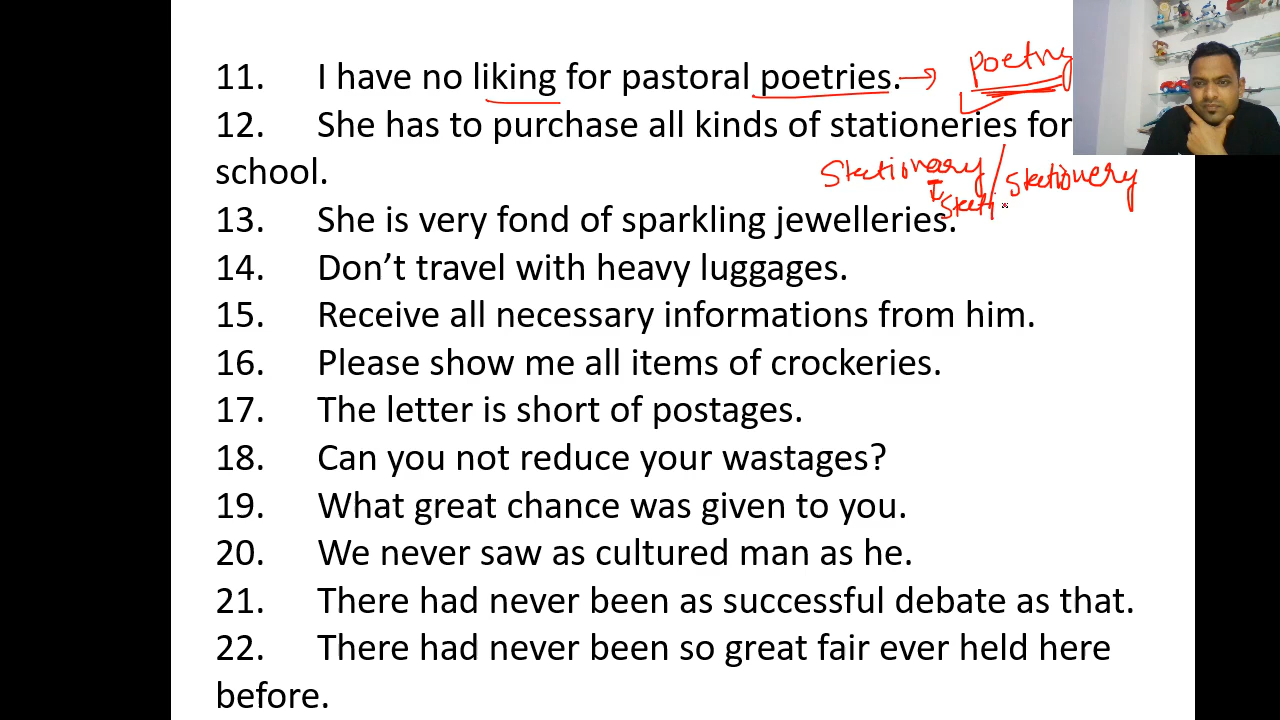 11. I have no liking for pastoral poetries. → poetry
12. She has to purchase all kinds of stationeries for
school.
Stationary / Stationery
Stati
13. She is very fond of sparkling jewelleries.
14. Don’t travel with heavy luggages.
15. Receive all necessary informations from him.
16. Please show me all items of crockeries.
17. The letter is short of postages.
18. Can you not reduce your wastages?
19. What great chance was given to you.
20. We never saw as cultured man as he.
21. There had never been as successful debate as that.
22. There had never been so great fair ever held here
before.